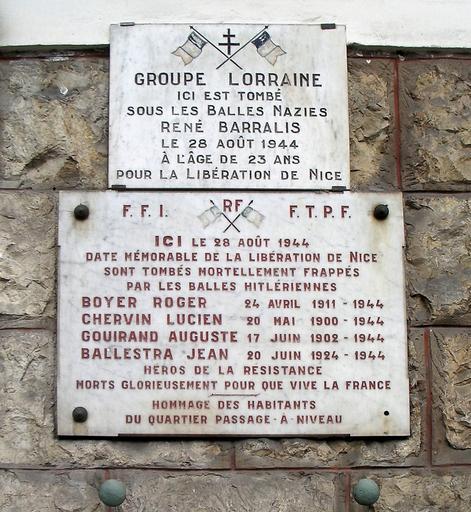 GROUPE LORRAINE
ICI EST TOMBÉ
SOUS LES BALLES NAZIES
RENÉ BARRALIS
LE 28 AOÛT 1944
À L'ÂGE DE 23 ANS
POUR LA LIBÉRATION DE NICE
F.F.I. RF F.T.P.F.
ICI LE 28 AOÛT 1944
DATE MÉMORABLE DE LA LIBÉRATION DE NICE
SONT TOMBÉS MORTELLEMENT FRAPPÉS
PAR LES BALLES HITLÉRIENNES
BOYER ROGER 24 AVRIL 1911 - 1944
CHERVIN LUCIEN 20 MAI 1900 - 1944
GOUIRAND AUGUSTE 17 JUIN 1902 - 1944
BALLESTRA JEAN 20 JUIN 1924 - 1944
HÉROS DE LA RESISTANCE
MORTS GLORIEUSEMENT POUR QUE VIVE LA FRANCE
HOMMAGE DES HABITANTS
DU QUARTIER PASSAGE-À-NIVEAU